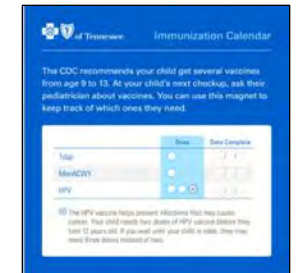 of Tennessee
Immunization Calendar
The CDC recommends your child get several vaccines
from age 9 to 13. At your child's next checkup, ask their
pediatrician about vaccines. You can use this magnet to
keep track of which ones they need.
Dose Date Complete
Tdap
MenACWY
HPV
The HPV vaccine helps prevent infections that may cause
cancer. Your child needs two doses of HPV vaccine before they
turn 12 years old. If you wait until your child is older, they may
need three doses instead of two.